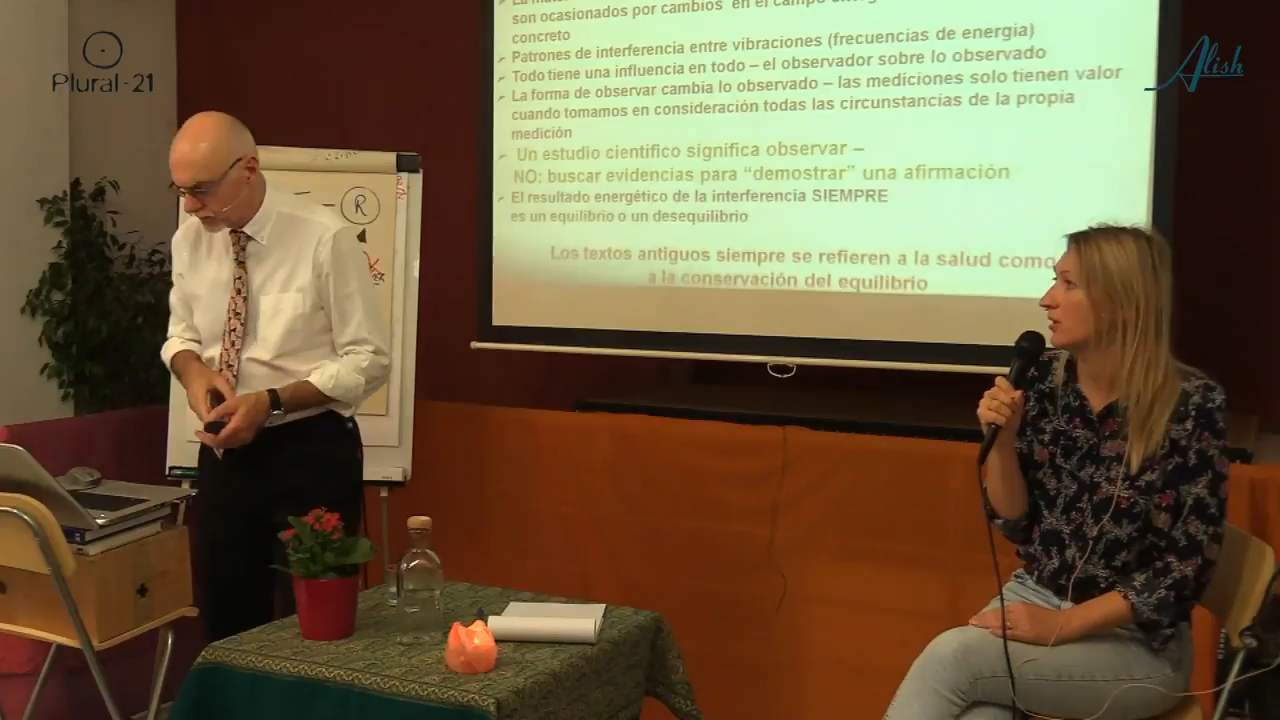 Plural-21
Alish
son ocasionados por cambios en el campo
concreto
Patrones de interferencia entre vibraciones (frecuencias de energia)
Todo tiene una influencia en todo – el observador sobre lo observado
La forma de observar cambia lo observado – las mediciones solo tienen valor
cuando tomamos en consideración todas las circunstancias de la propia
medición
Un estudio científico significa observar –
NO: buscar evidencias para “demostrar” una afirmación
El resultado energético de la interferencia SIEMPRE
es un equilibrio o un desequilibrio
Los textos antiguos siempre se refieren a la salud como
a la conservación del equilibrio
R